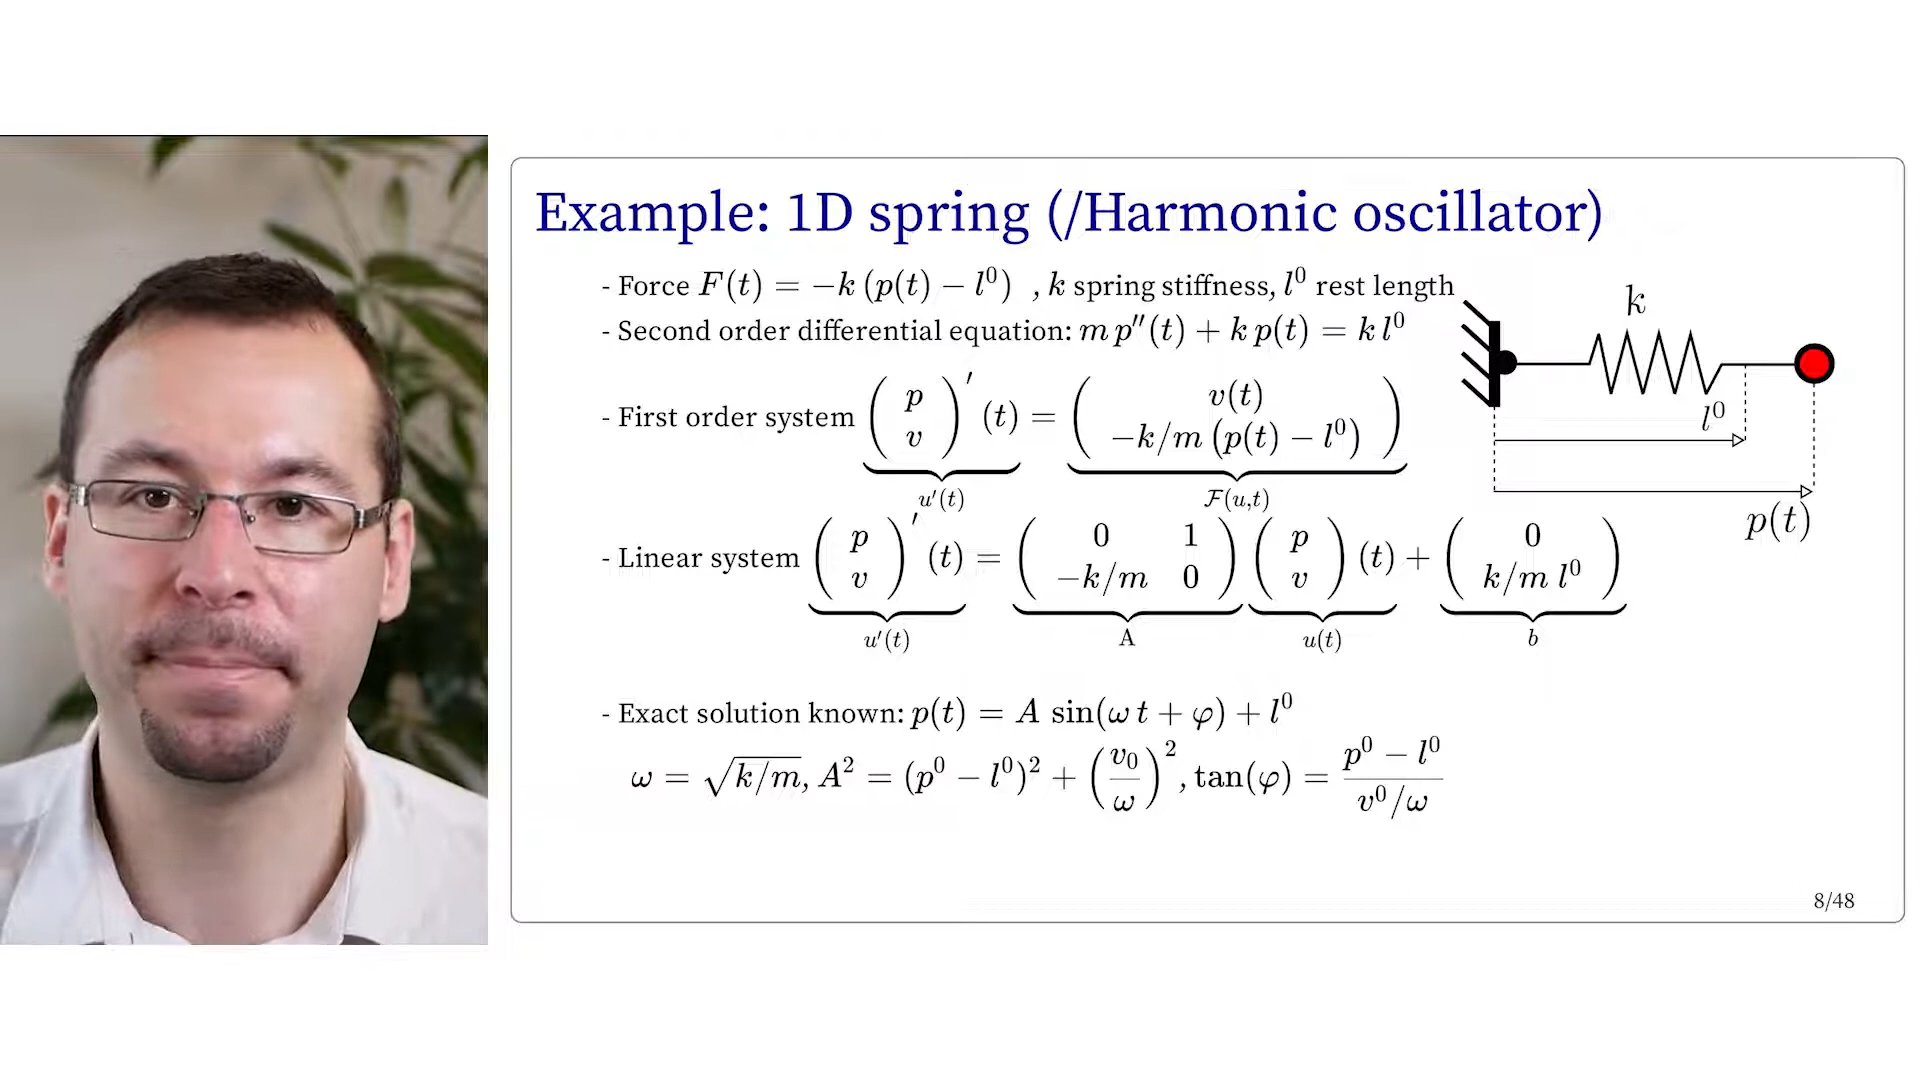 Example: 1D spring (/Harmonic oscillator)
- Force F(t) = −k (p(t) − l⁰) , k spring stiffness, l⁰ rest length
- Second order differential equation: m p″(t) + k p(t) = k l⁰
k
l⁰
p(t)
- First order system ( p v )′ (t) = ( v(t) −k/m (p(t) − l⁰) )
u′(t) ℱ(u,t)
- Linear system ( p v )′ (t) = ( 0 1 −k/m 0 ) ( p v ) (t) + ( 0 k/m l⁰ )
u′(t) A u(t) b
- Exact solution known: p(t) = A sin(ω t + φ) + l⁰
ω = √(k/m), A² = (p⁰ − l⁰)² + (v₀/ω)², tan(φ) = (p⁰ − l⁰)/(v⁰/ω)
8/48